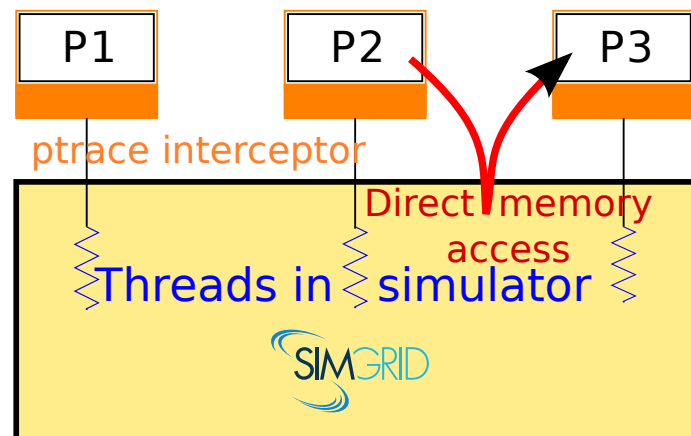 P1 P2 P3
ptrace interceptor
Direct memory
access
Threads in simulator
SIMGRID